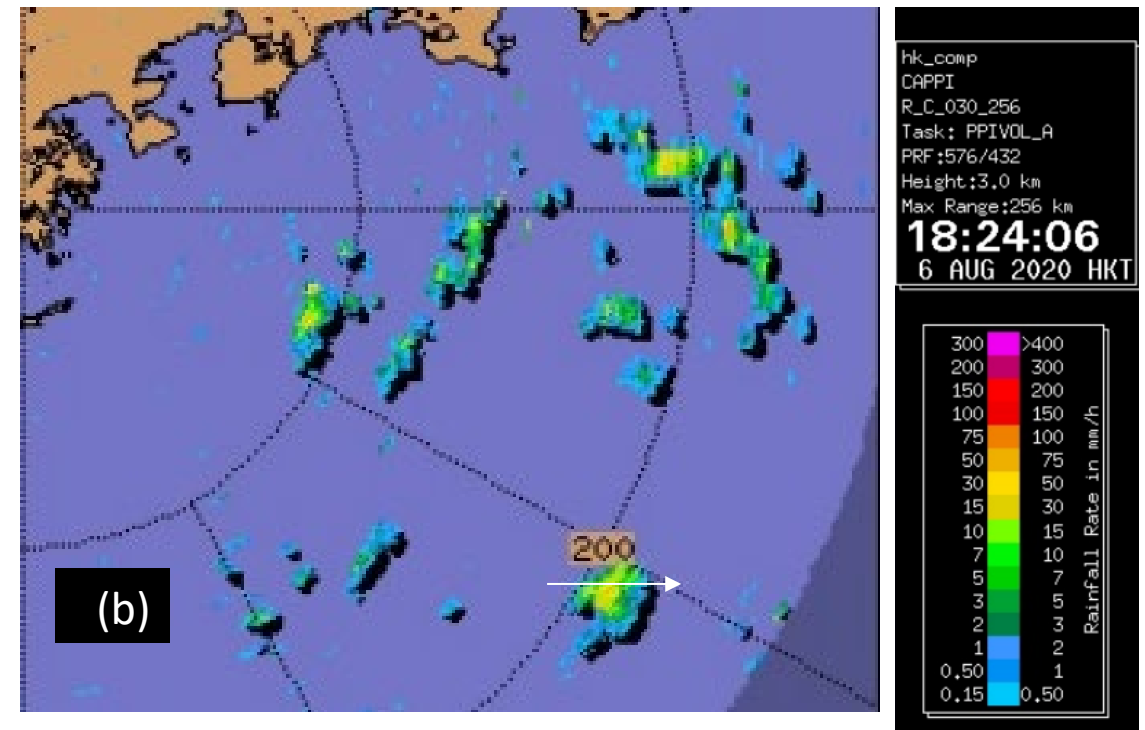 200
(b)
hk_comp
CAPPI
R_C_030_256
Task: PPIVOL_A
PRF:576/432
Height:3.0 km
Max Range:256 km
18:24:06
6 AUG 2020 HKT
300 >400
200 300
150 200
100 150
75 100
50 75
30 50
15 30
10 15
7 10
5 7
3 5
2 3
1 2
0.50 1
0.15 0.50
Rainfall Rate in mm/h